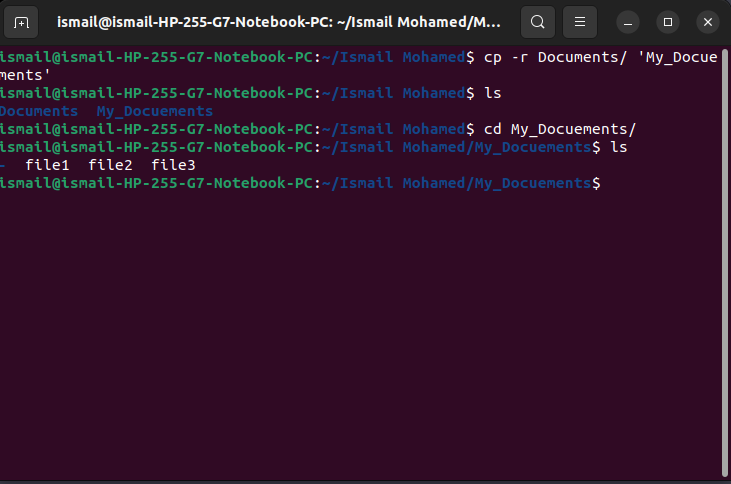 ismail@ismail-HP-255-G7-Notebook-PC: ~/Ismail Mohamed/M...
ismail@ismail-HP-255-G7-Notebook-PC:~/Ismail Mohamed$ cp -r Documents/ 'My_Docue
ments'
ismail@ismail-HP-255-G7-Notebook-PC:~/Ismail Mohamed$ ls
Documents  My_Docuements
ismail@ismail-HP-255-G7-Notebook-PC:~/Ismail Mohamed$ cd My_Docuements/
ismail@ismail-HP-255-G7-Notebook-PC:~/Ismail Mohamed/My_Docuements$ ls
-  file1  file2  file3
ismail@ismail-HP-255-G7-Notebook-PC:~/Ismail Mohamed/My_Docuements$